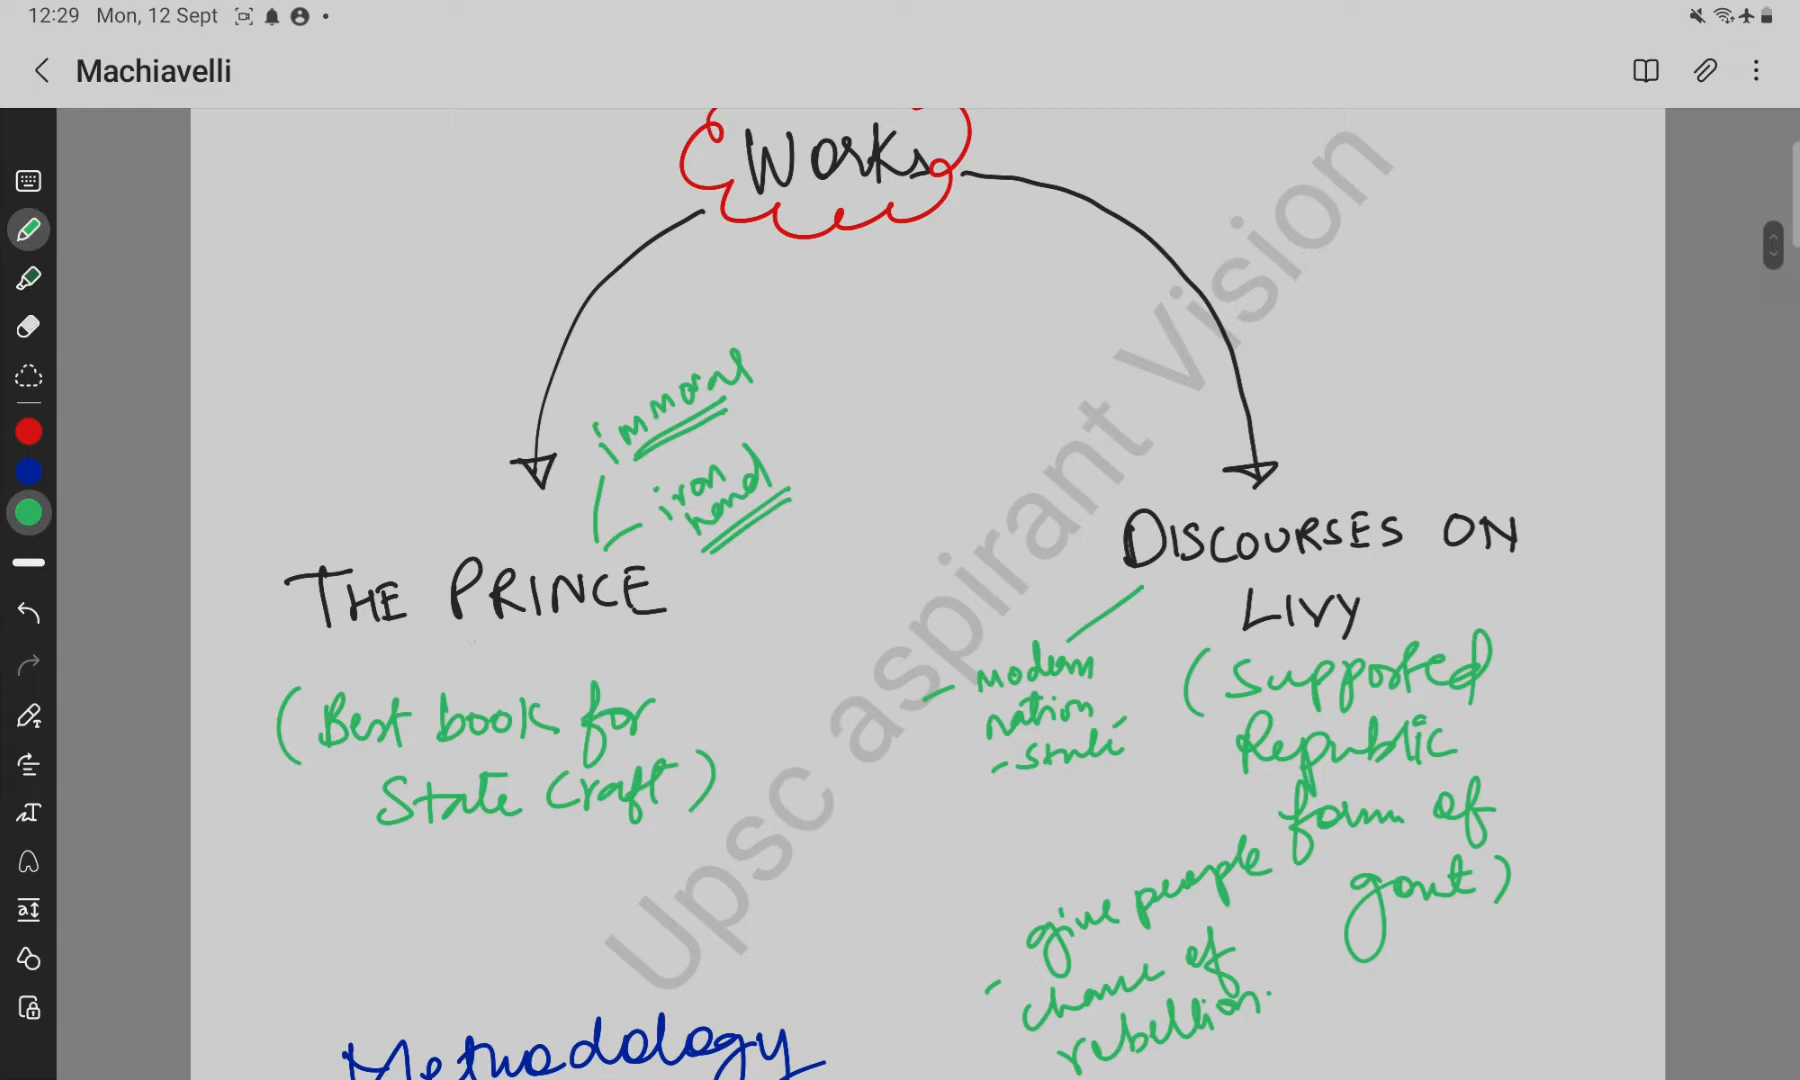 12:29 Mon, 12 Sept
Machiavelli
Works
immoral
iron
hand
THE PRINCE
(Best book for
State Craft)
DISCOURSES ON
LIVY
- modern
nation
- state
(Supported
Republic
form of
govt)
- give people
chance of
rebellion.
Methodology
Upsc aspirant Vision